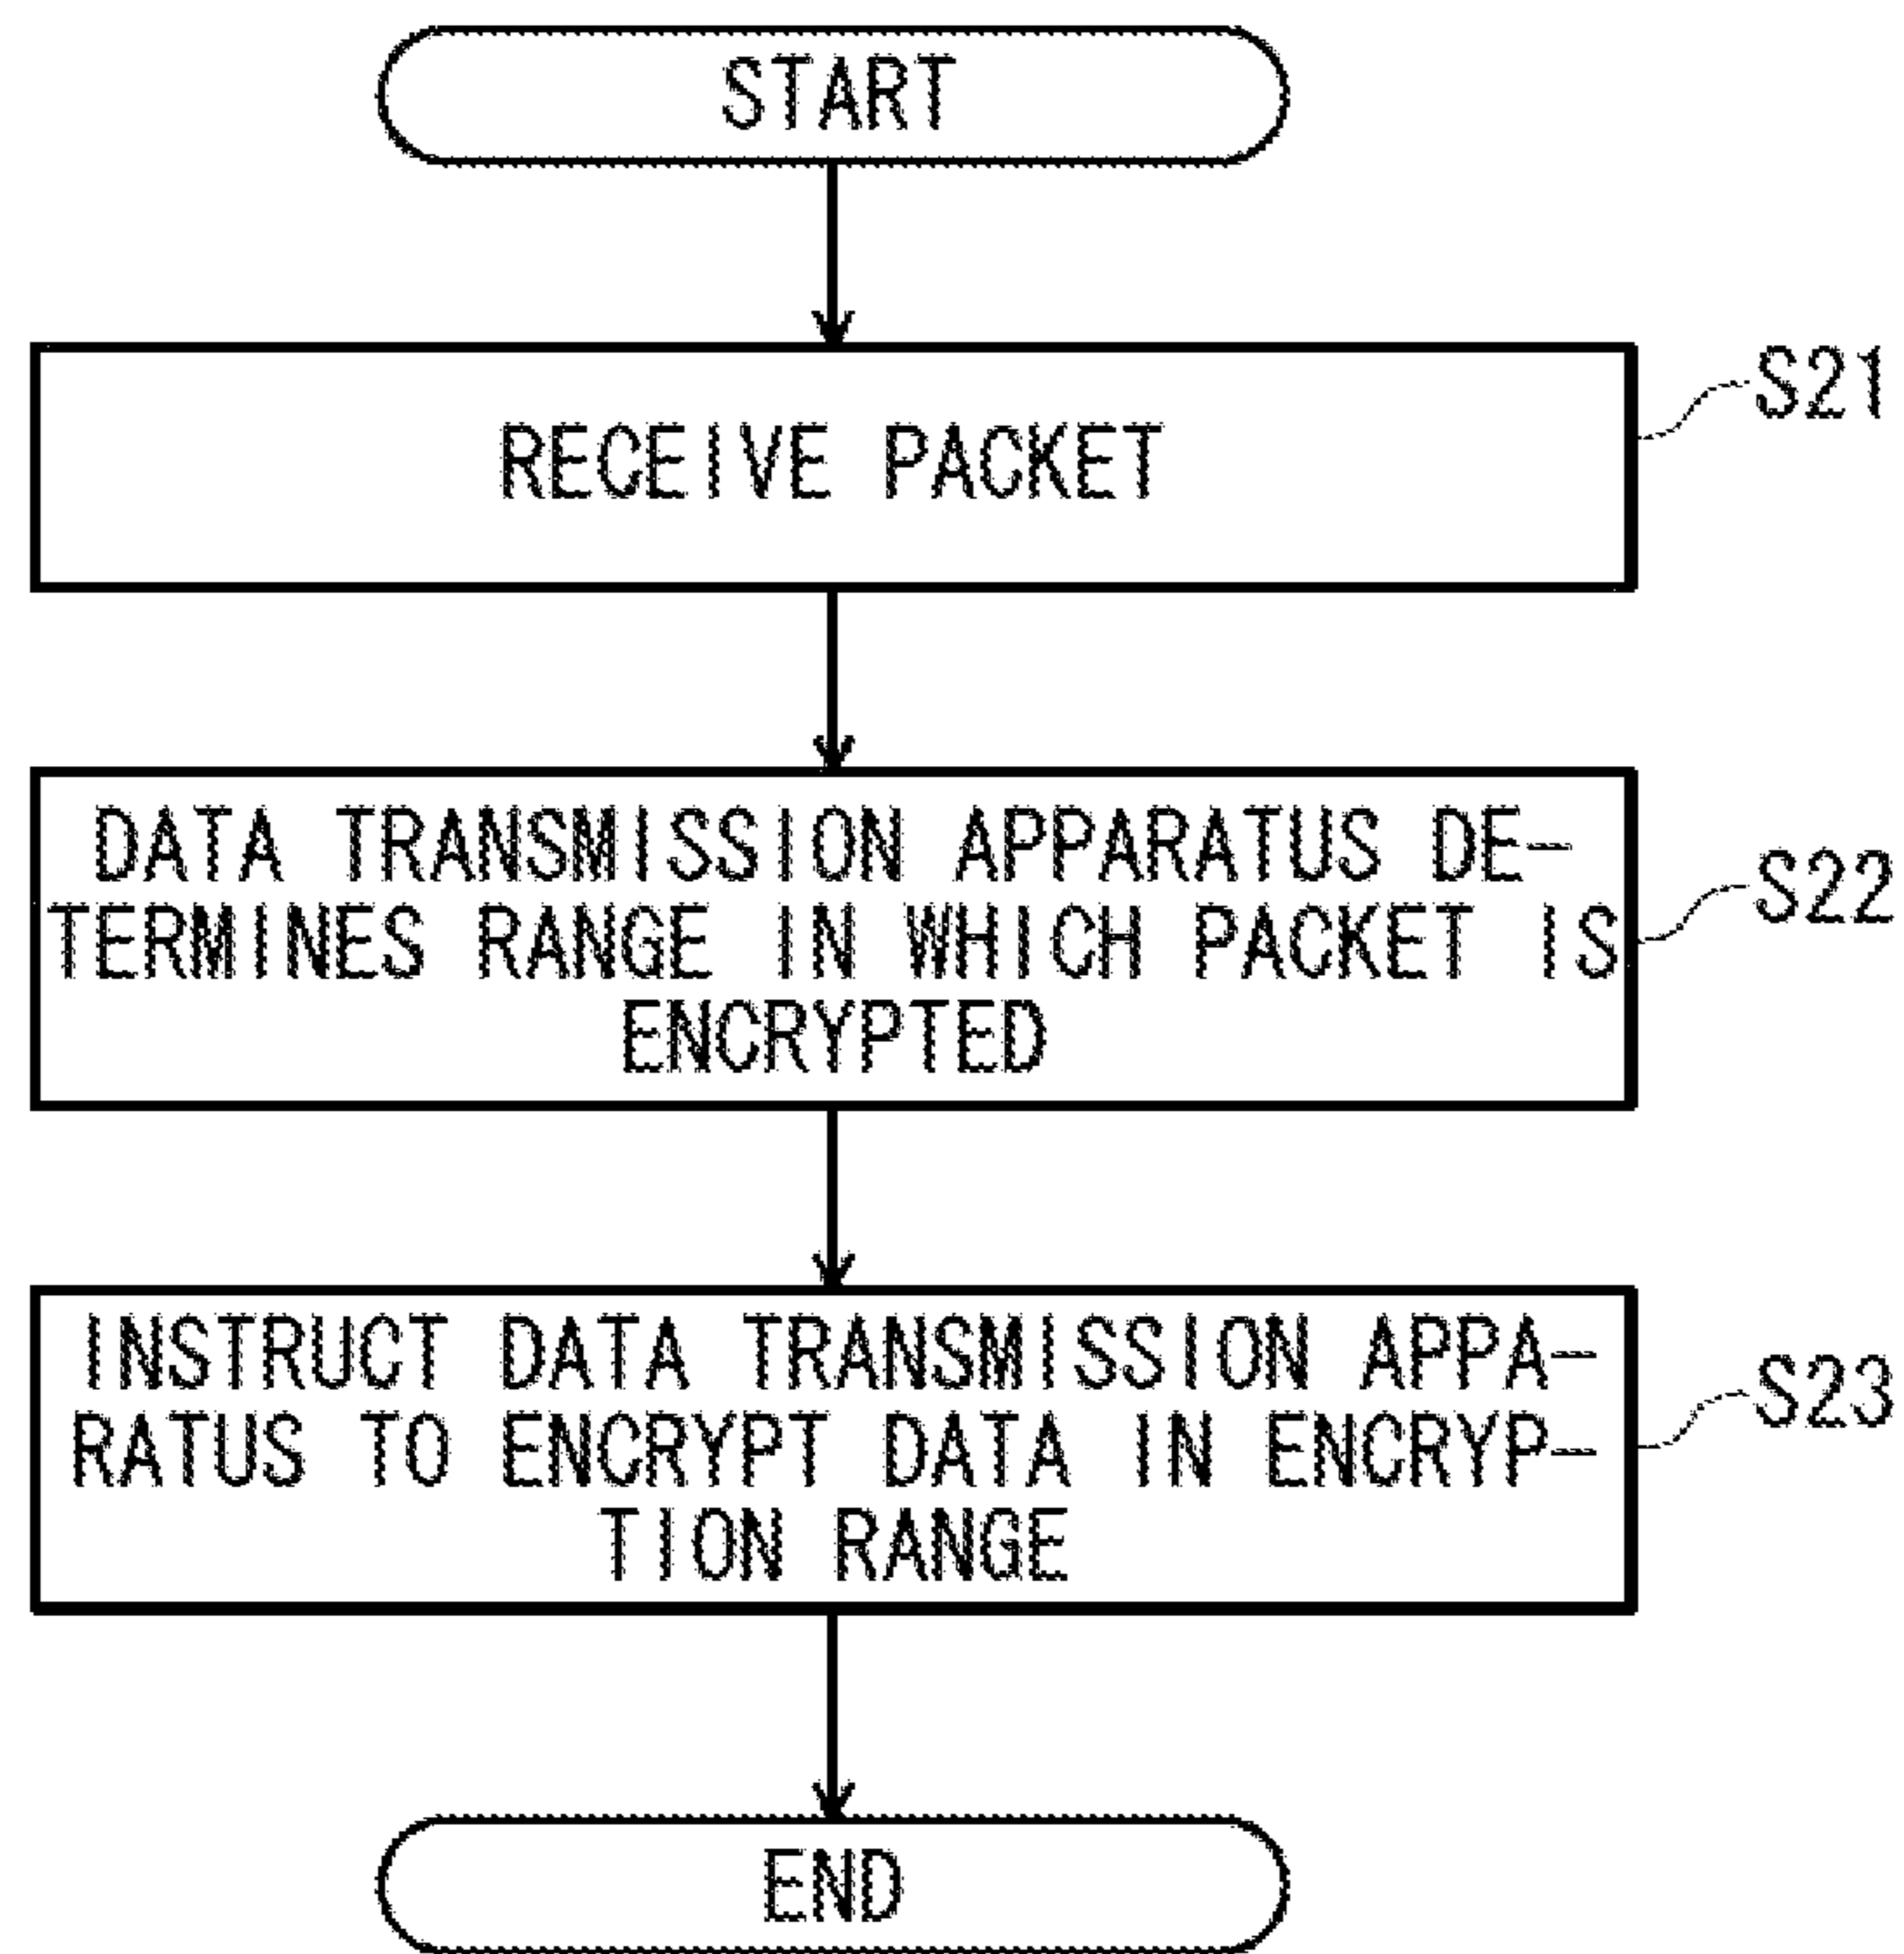 START
RECEIVE PACKET
S21
DATA TRANSMISSION APPARATUS DE-
TERMINES RANGE IN WHICH PACKET IS
ENCRYPTED
S22
INSTRUCT DATA TRANSMISSION APPA-
RATUS TO ENCRYPT DATA IN ENCRYP-
TION RANGE
S23
END